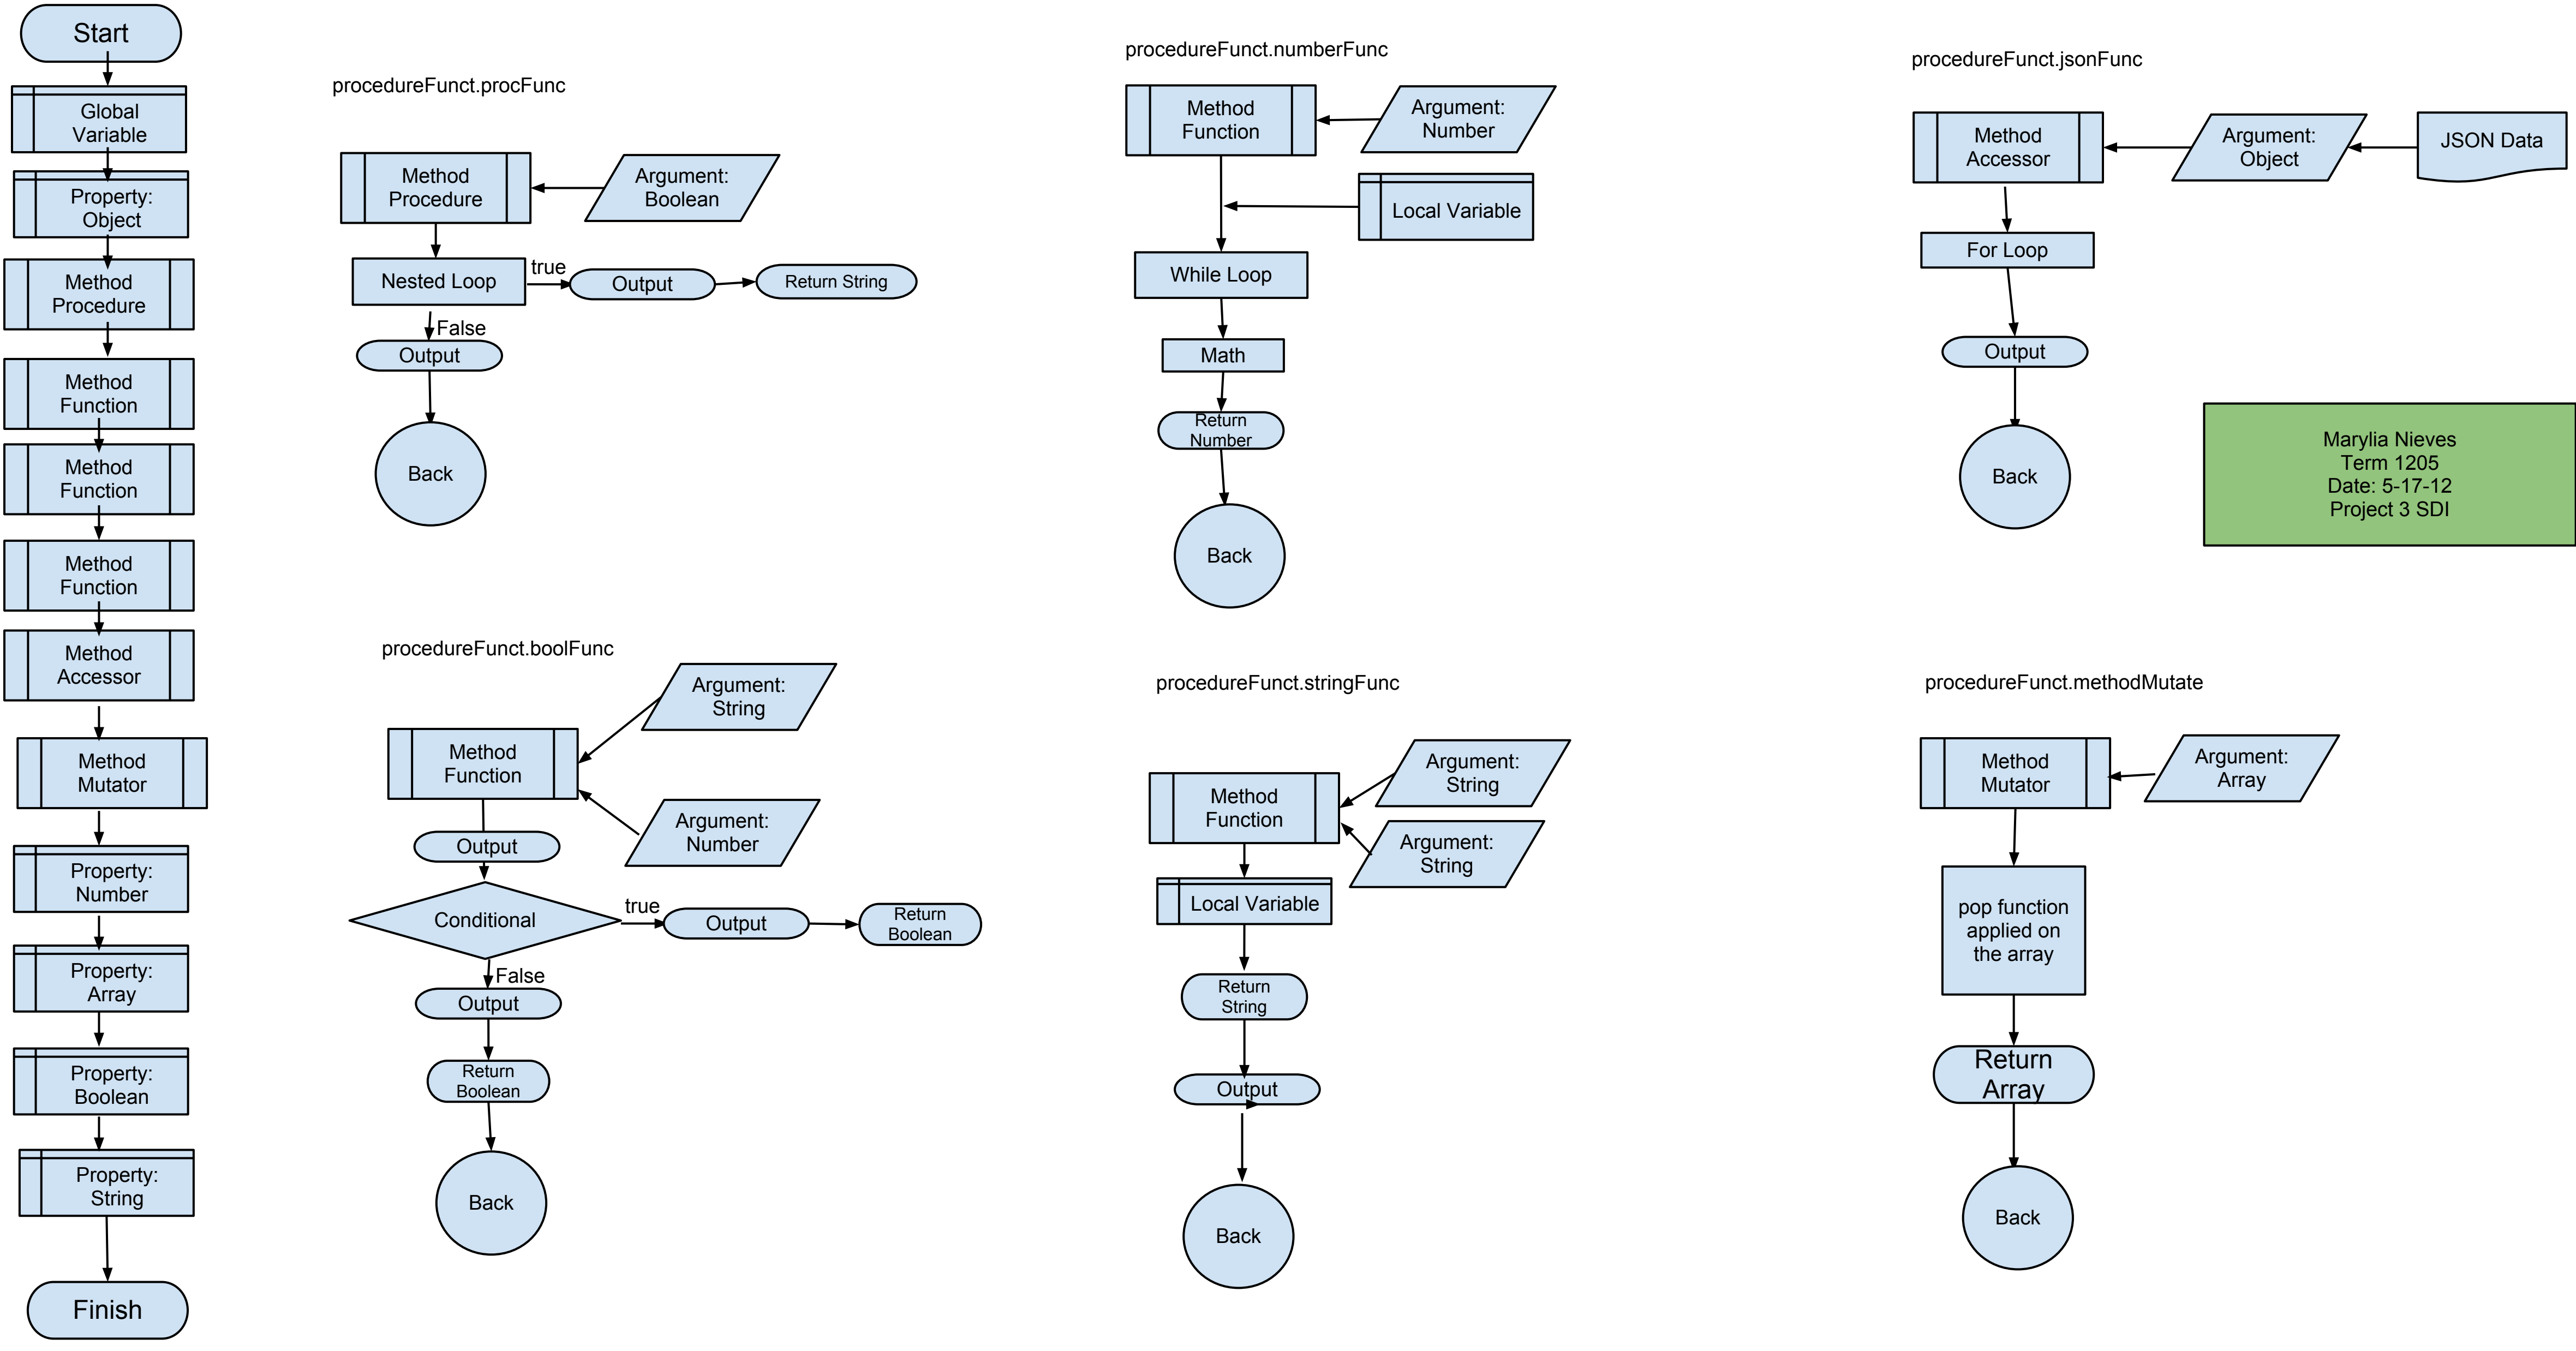 Start
Global
Variable
Property:
Object
Method
Procedure
Method
Function
Method
Function
Method
Function
Method
Accessor
Method
Mutator
Property:
Number
Property:
Array
Property:
Boolean
Property:
String
Finish
procedureFunct.procFunc
Method
Procedure
Argument:
Boolean
Nested Loop
true
Output
Return String
False
Output
Back
procedureFunct.boolFunc
Argument:
String
Method
Function
Argument:
Number
Output
Conditional
true
Output
Return
Boolean
False
Output
Return
Boolean
Back
procedureFunct.numberFunc
Method
Function
Argument:
Number
Local Variable
While Loop
Math
Return
Number
Back
procedureFunct.stringFunc
Argument:
String
Method
Function
Argument:
String
Local Variable
Return
String
Output
Back
procedureFunct.jsonFunc
Method
Accessor
Argument:
Object
JSON Data
For Loop
Output
Back
Marylia Nieves
Term 1205
Date: 5-17-12
Project 3 SDI
procedureFunct.methodMutate
Method
Mutator
Argument:
Array
pop function
applied on
the array
Return
Array
Back